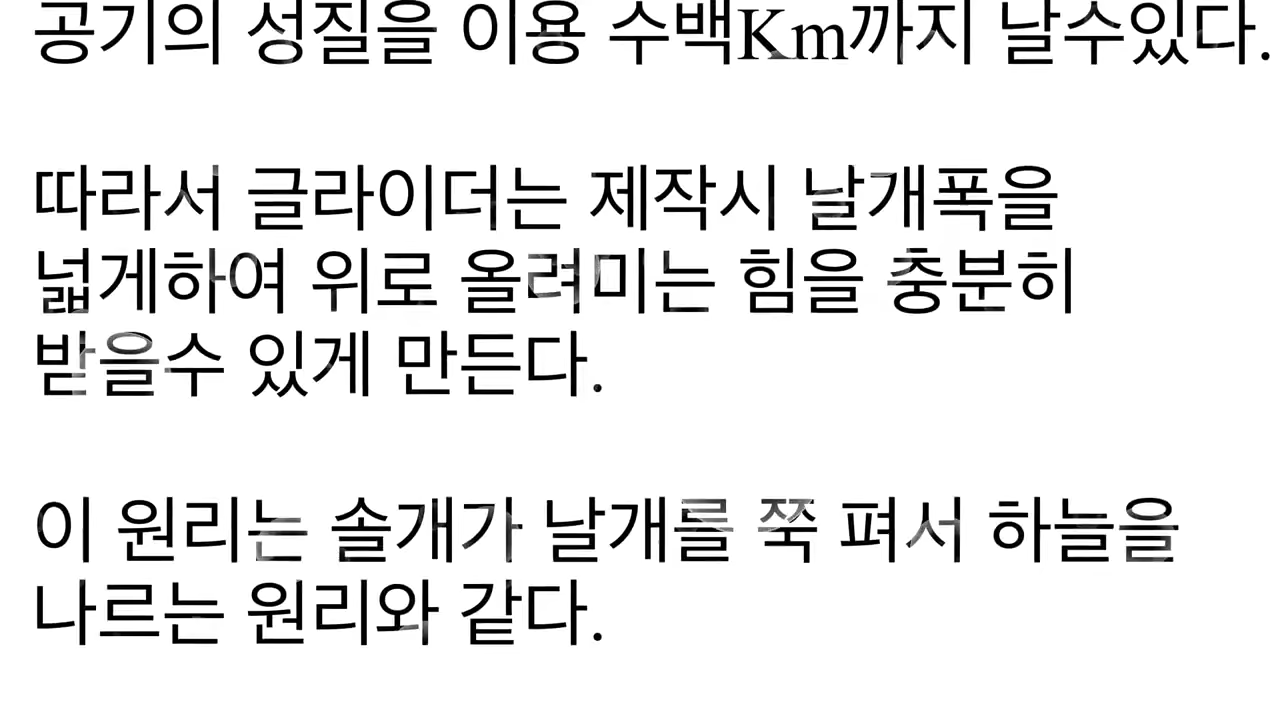 공기의 성질을 이용 수백Km까지 날수있다.
따라서 글라이더는 제작시 날개폭을
넓게하여 위로 올려미는 힘을 충분히
받을수 있게 만든다.
이 원리는 솔개가 날개를 쭉 펴서 하늘을
나르는 원리와 같다.